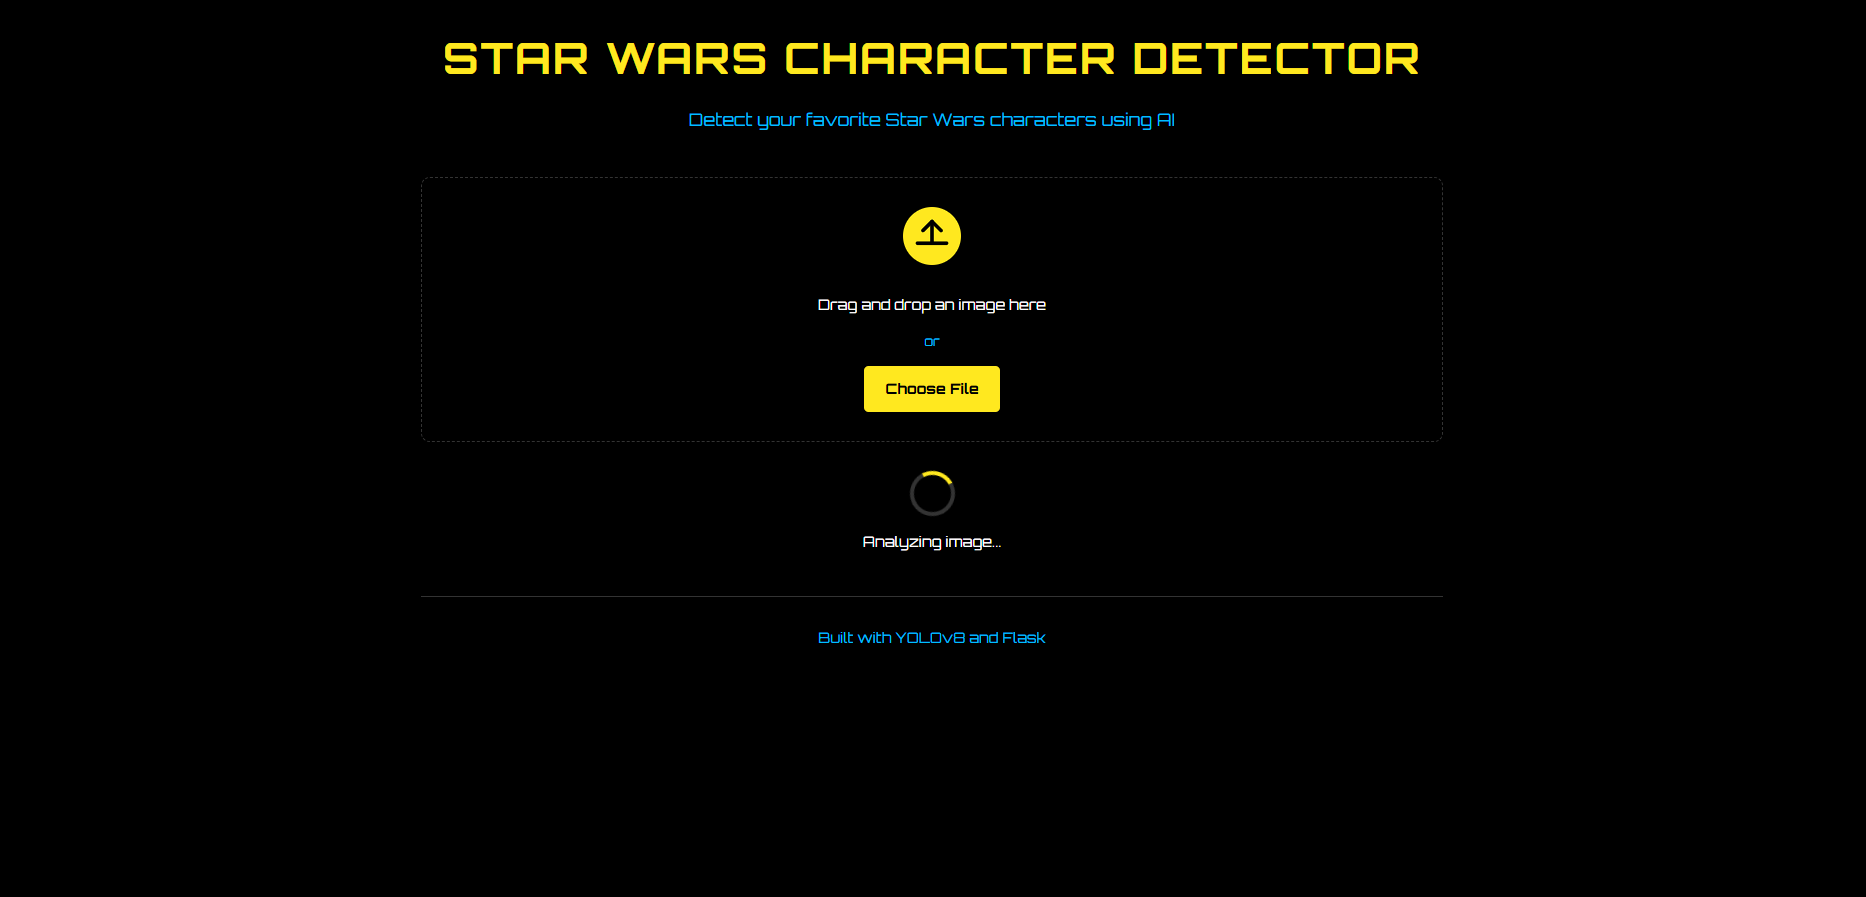 STAR WARS CHARACTER DETECTOR
Detect your favorite Star Wars characters using AI
Drag and drop an image here
or
Choose File
Analyzing image...
Built with YOLOv8 and Flask